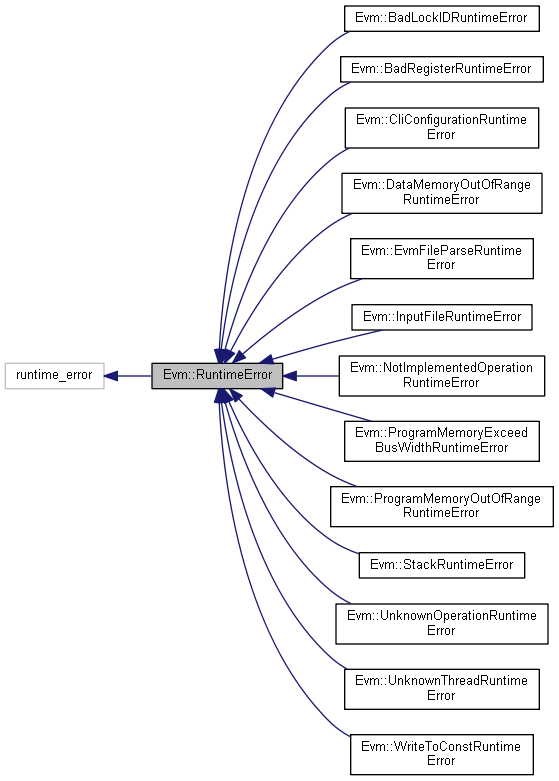 Evm::BadLockIDRuntimeError
Evm::BadRegisterRuntimeError
Evm::CliConfigurationRuntime
Error
Evm::DataMemoryOutOfRange
RuntimeError
Evm::EvmFileParseRuntime
Error
Evm::InputFileRuntimeError
runtime_error
Evm::RuntimeError
Evm::NotImplementedOperation
RuntimeError
Evm::ProgramMemoryExceed
BusWidthRuntimeError
Evm::ProgramMemoryOutOfRange
RuntimeError
Evm::StackRuntimeError
Evm::UnknownOperationRuntime
Error
Evm::UnknownThreadRuntime
Error
Evm::WriteToConstRuntime
Error